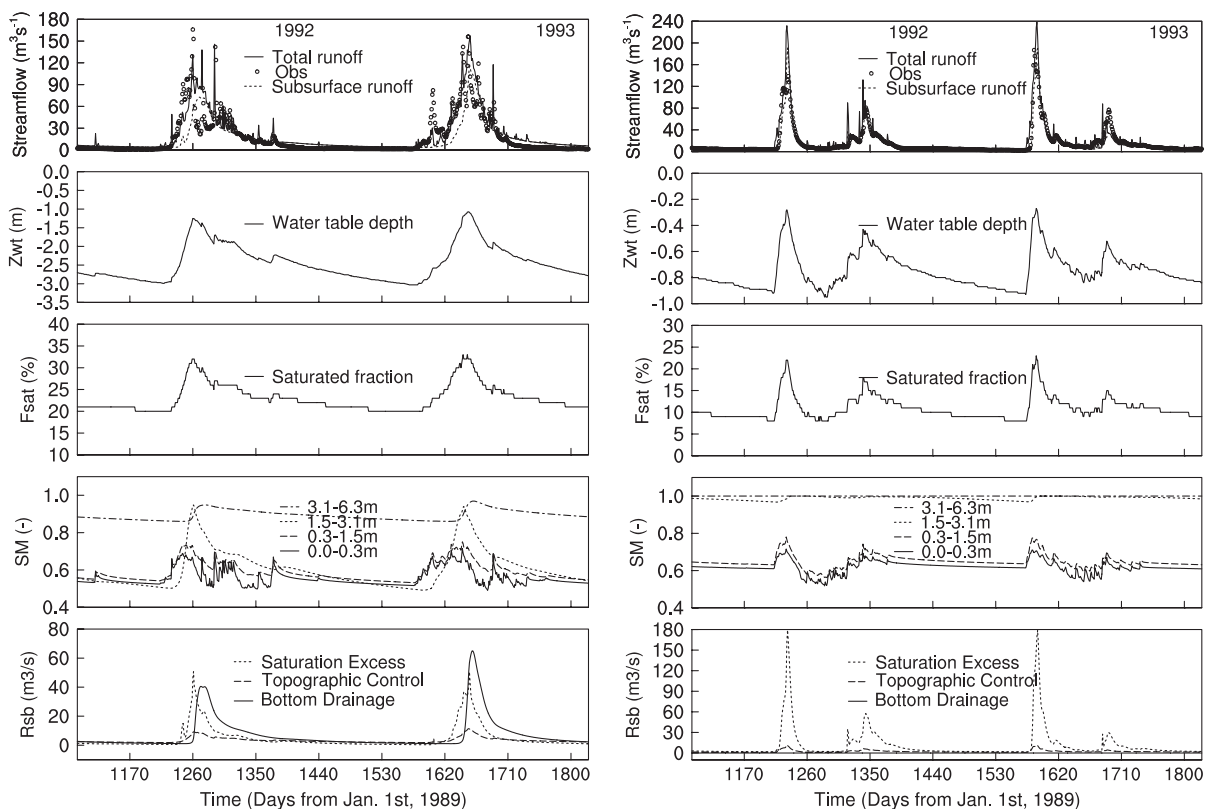 180
150
120
90
60
30
0
Streamflow (m³s⁻¹)
1992
1993
Total runoff
Obs
Subsurface runoff
0.0
-0.5
-1.0
-1.5
-2.0
-2.5
-3.0
-3.5
Zwt (m)
Water table depth
45
40
35
30
25
20
15
10
Fsat (%)
Saturated fraction
1.0
0.8
0.6
0.4
SM (-)
3.1-6.3m
1.5-3.1m
0.3-1.5m
0.0-0.3m
80
60
40
20
0
Rsb (m3/s)
Saturation Excess
Topographic Control
Bottom Drainage
1170 1260 1350 1440 1530 1620 1710 1800
Time (Days from Jan. 1st, 1989)
240
200
160
120
80
40
0
Streamflow (m³s⁻¹)
1992
1993
Total runoff
Obs
Subsurface runoff
0.0
-0.2
-0.4
-0.6
-0.8
-1.0
Zwt (m)
Water table depth
30
25
20
15
10
5
0
Fsat (%)
Saturated fraction
1.0
0.8
0.6
0.4
SM (-)
3.1-6.3m
1.5-3.1m
0.3-1.5m
0.0-0.3m
180
150
120
90
60
30
0
Rsb (m3/s)
Saturation Excess
Topographic Control
Bottom Drainage
1170 1260 1350 1440 1530 1620 1710 1800
Time (Days from Jan. 1st, 1989)